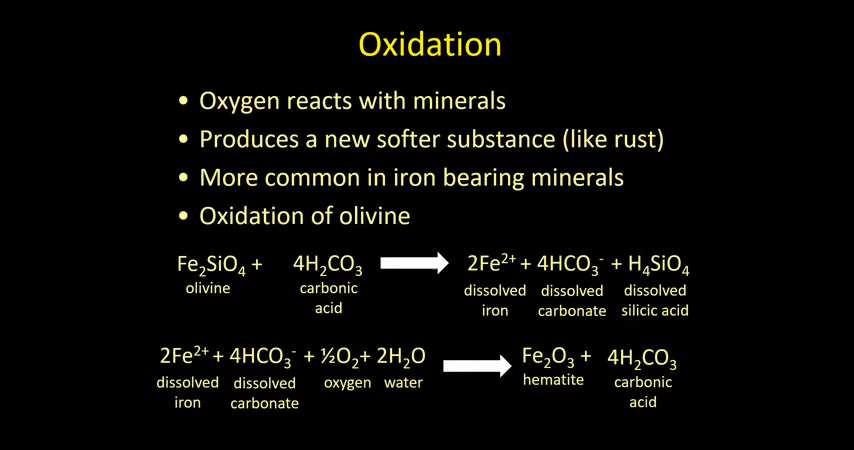 Oxidation
• Oxygen reacts with minerals
• Produces a new softer substance (like rust)
• More common in iron bearing minerals
• Oxidation of olivine
Fe₂SiO₄ + 4H₂CO₃ 2Fe²⁺ + 4HCO₃⁻ + H₄SiO₄
olivine carbonic acid dissolved iron dissolved carbonate dissolved silicic acid
2Fe²⁺ + 4HCO₃⁻ + ½O₂+ 2H₂O Fe₂O₃ + 4H₂CO₃
dissolved iron dissolved carbonate oxygen water hematite carbonic acid